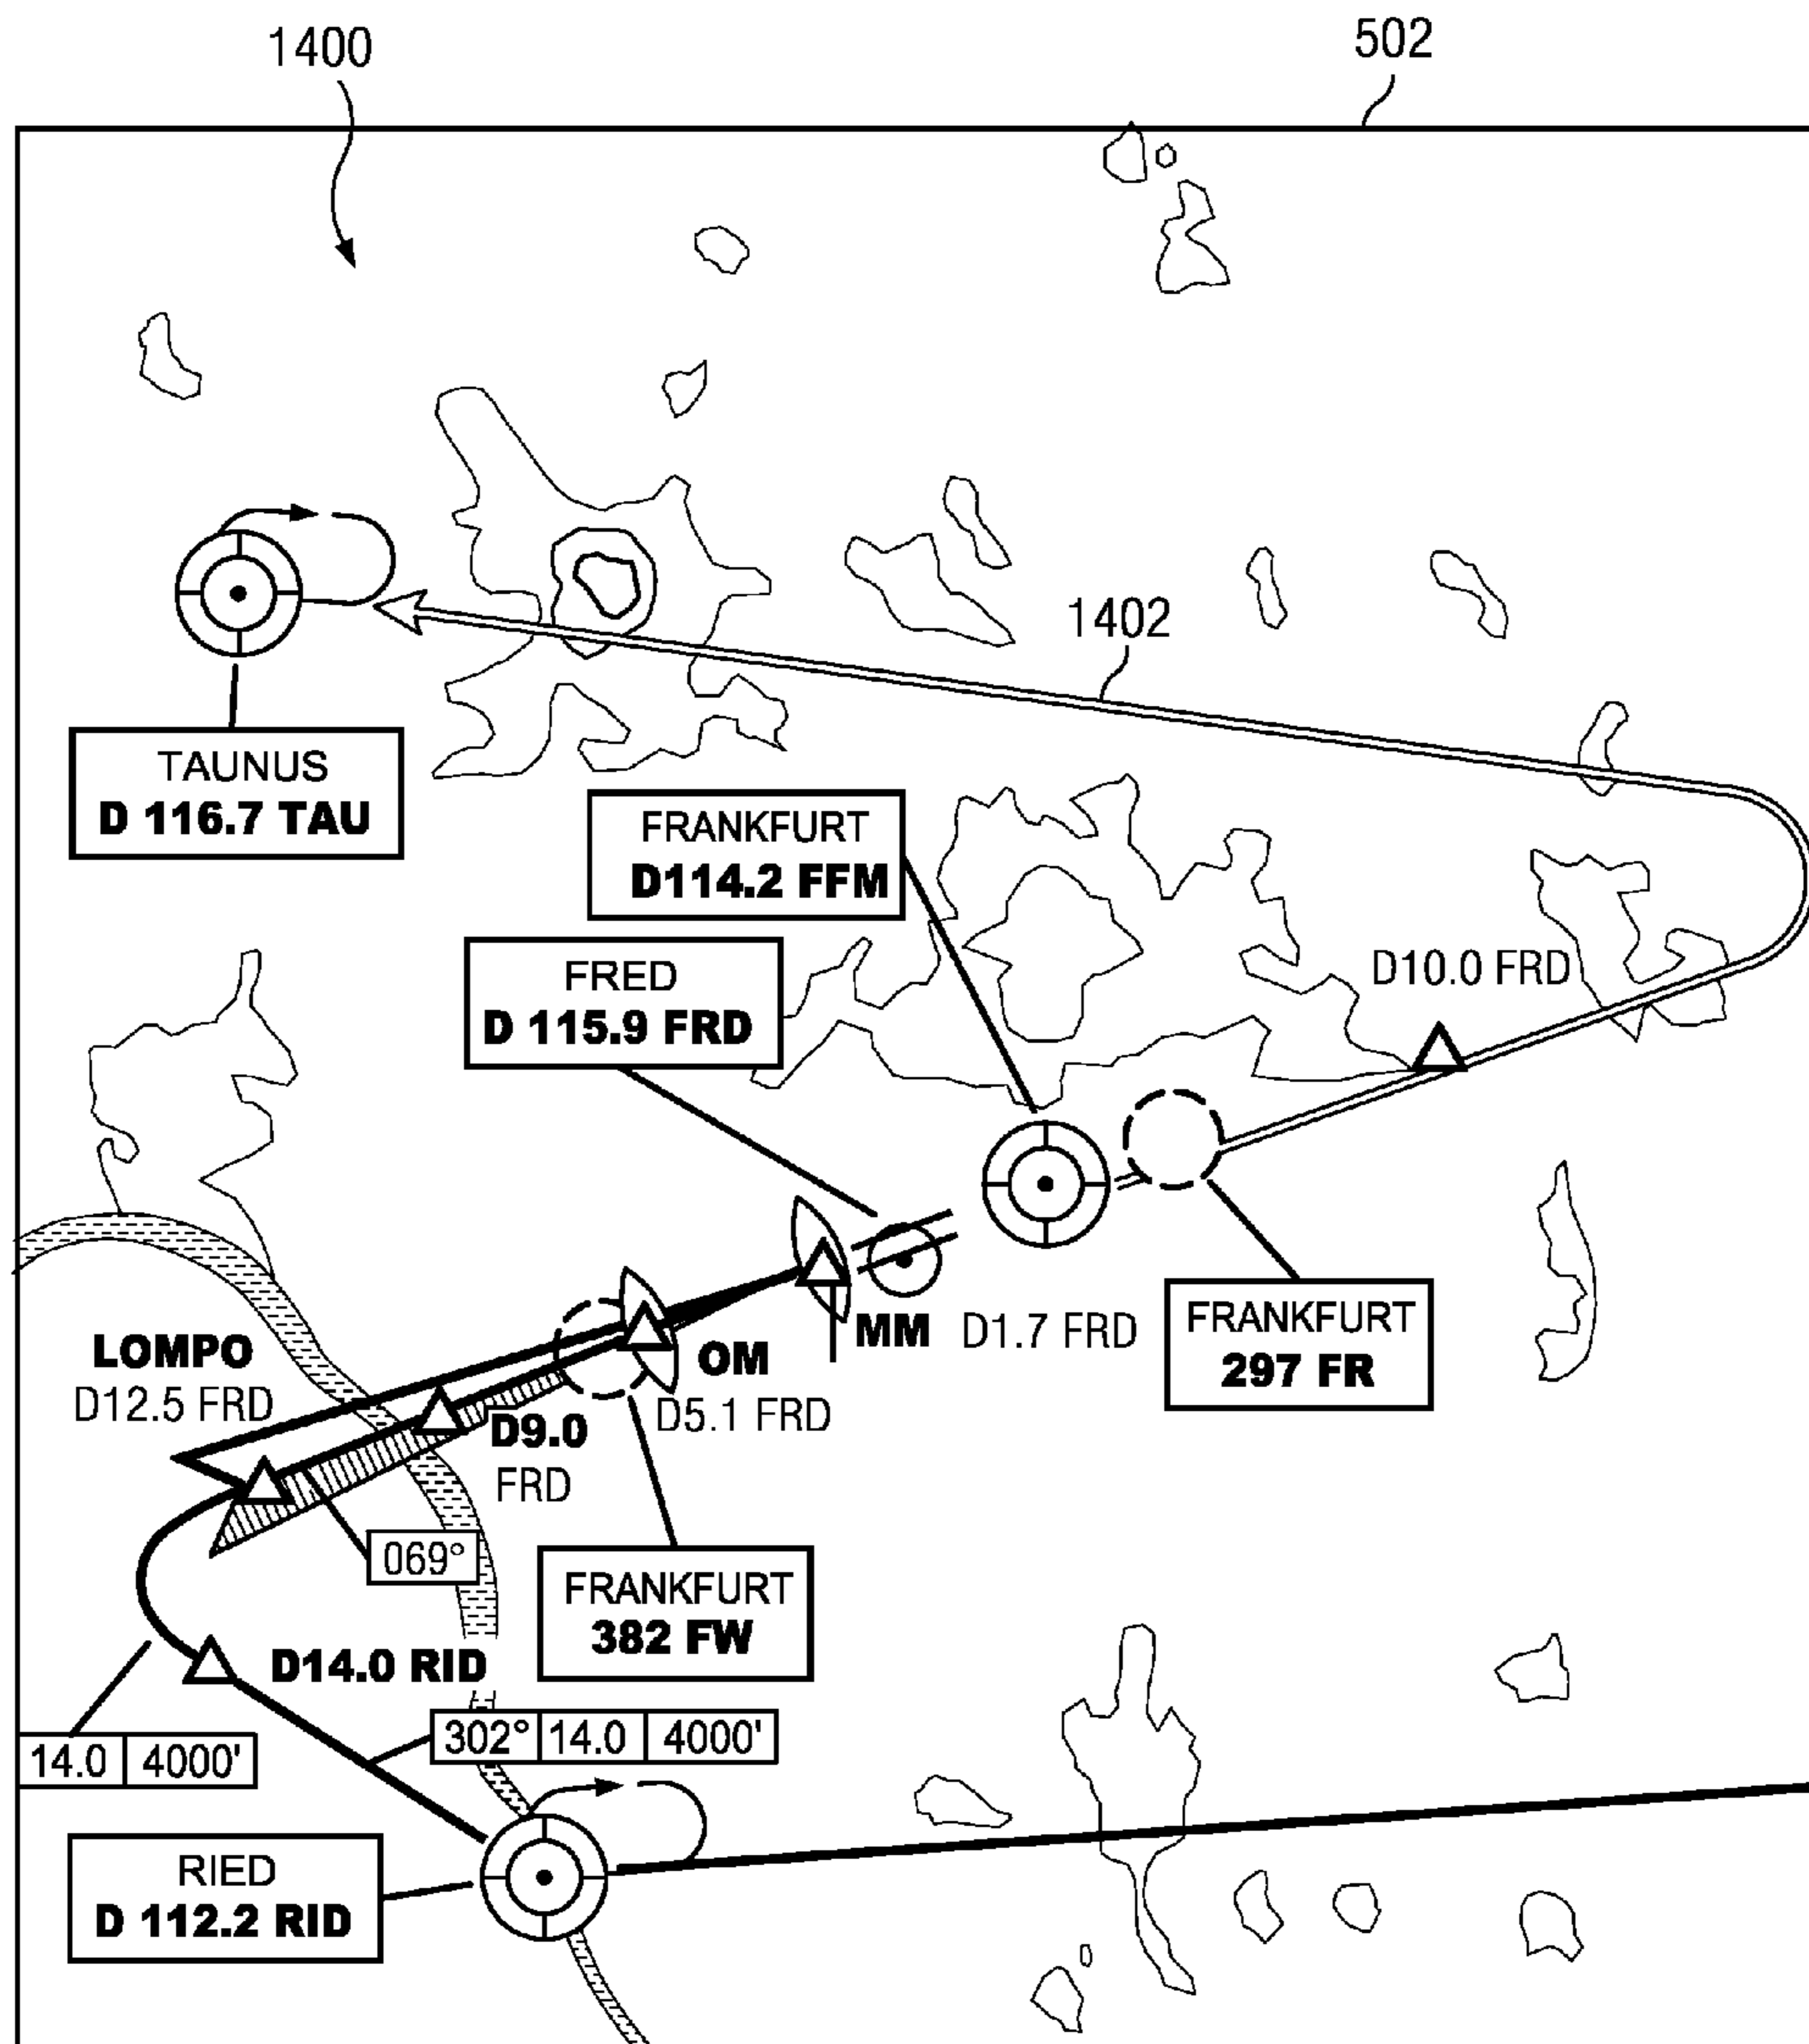 1400
502
1402
TAUNUS
D 116.7 TAU
FRANKFURT
D114.2 FFM
FRED
D 115.9 FRD
D10.0 FRD
MM D1.7 FRD
FRANKFURT
297 FR
LOMPO
D12.5 FRD
OM
D5.1 FRD
D9.0
FRD
069°
FRANKFURT
382 FW
D14.0 RID
302° 14.0 4000'
14.0 4000'
RIED
D 112.2 RID